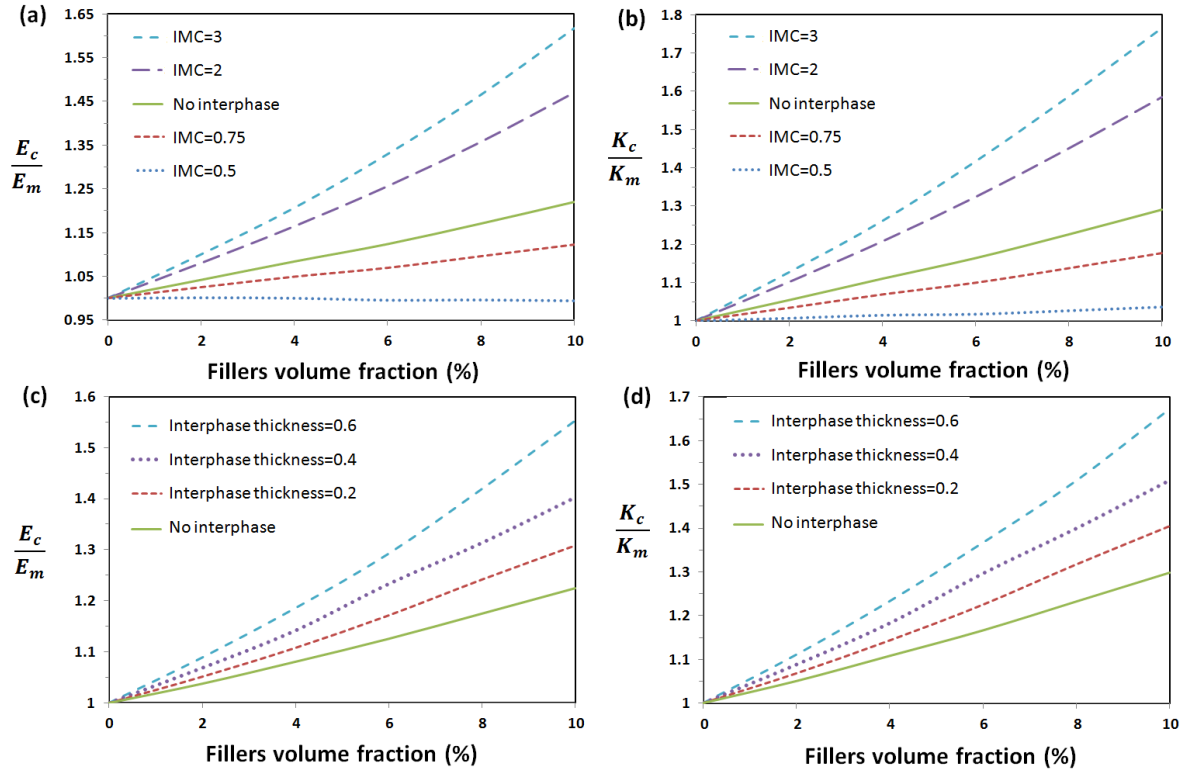 (a)
1.65
1.55
1.45
1.35
1.25
1.15
1.05
0.95
E_c
E_m
IMC=3
IMC=2
No interphase
IMC=0.75
IMC=0.5
0 2 4 6 8 10
Fillers volume fraction (%)
(b)
1.8
1.7
1.6
1.5
1.4
1.3
1.2
1.1
1
K_c
K_m
IMC=3
IMC=2
No interphase
IMC=0.75
IMC=0.5
0 2 4 6 8 10
Fillers volume fraction (%)
(c)
1.6
1.5
1.4
1.3
1.2
1.1
1
E_c
E_m
Interphase thickness=0.6
Interphase thickness=0.4
Interphase thickness=0.2
No interphase
0 2 4 6 8 10
Fillers volume fraction (%)
(d)
1.7
1.6
1.5
1.4
1.3
1.2
1.1
1
K_c
K_m
Interphase thickness=0.6
Interphase thickness=0.4
Interphase thickness=0.2
No interphase
0 2 4 6 8 10
Fillers volume fraction (%)